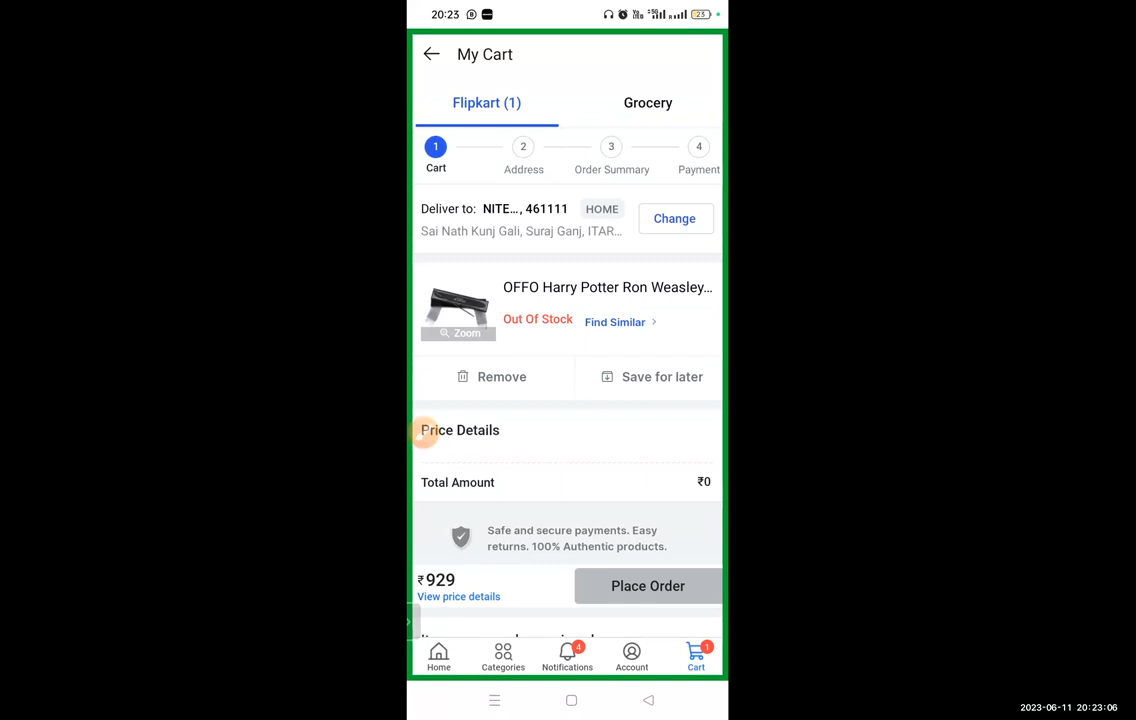 20:23
23
My Cart
Flipkart (1)
Grocery
1
2
3
4
Cart
Address
Order Summary
Payment
Deliver to: NITE..., 461111
HOME
Change
Sai Nath Kunj Gali, Suraj Ganj, ITAR...
OFFO Harry Potter Ron Weasley...
Out Of Stock
Find Similar
Zoom
Remove
Save for later
Price Details
Total Amount
₹0
Safe and secure payments. Easy
returns. 100% Authentic products.
₹929
View price details
Place Order
4
1
Home
Categories
Notifications
Account
Cart
2023-06-11 20:23:06